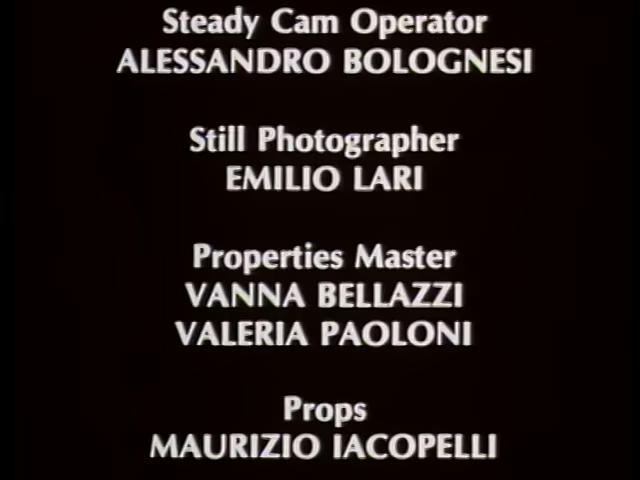 Steady Cam Operator
ALESSANDRO BOLOGNESI
Still Photographer
EMILIO LARI
Properties Master
VANNA BELLAZZI
VALERIA PAOLONI
Props
MAURIZIO IACOPELLI